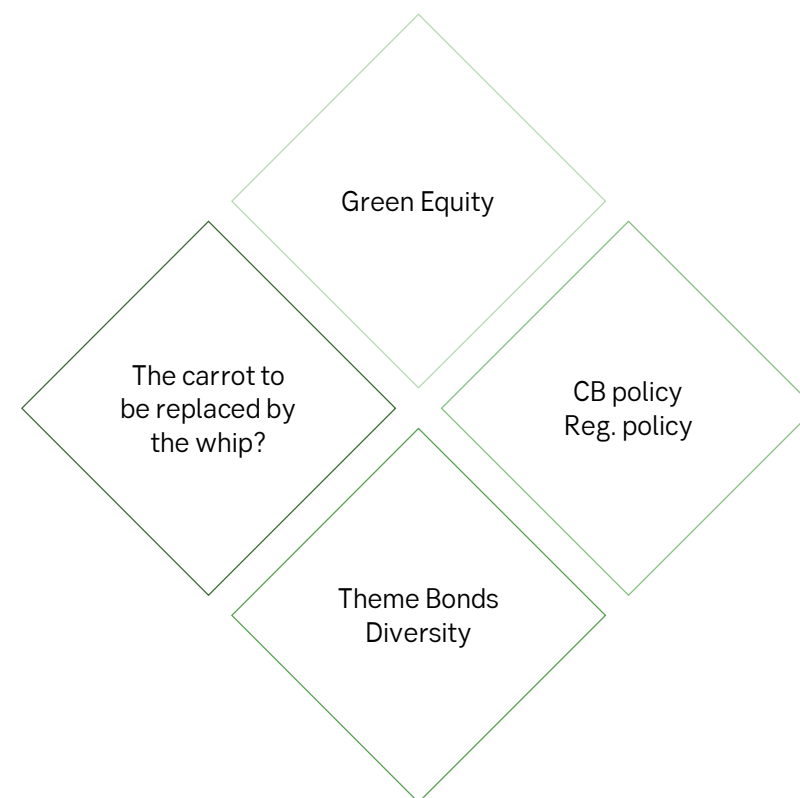 Green Equity
The carrot to
be replaced by
the whip?
CB policy
Reg. policy
Theme Bonds
Diversity